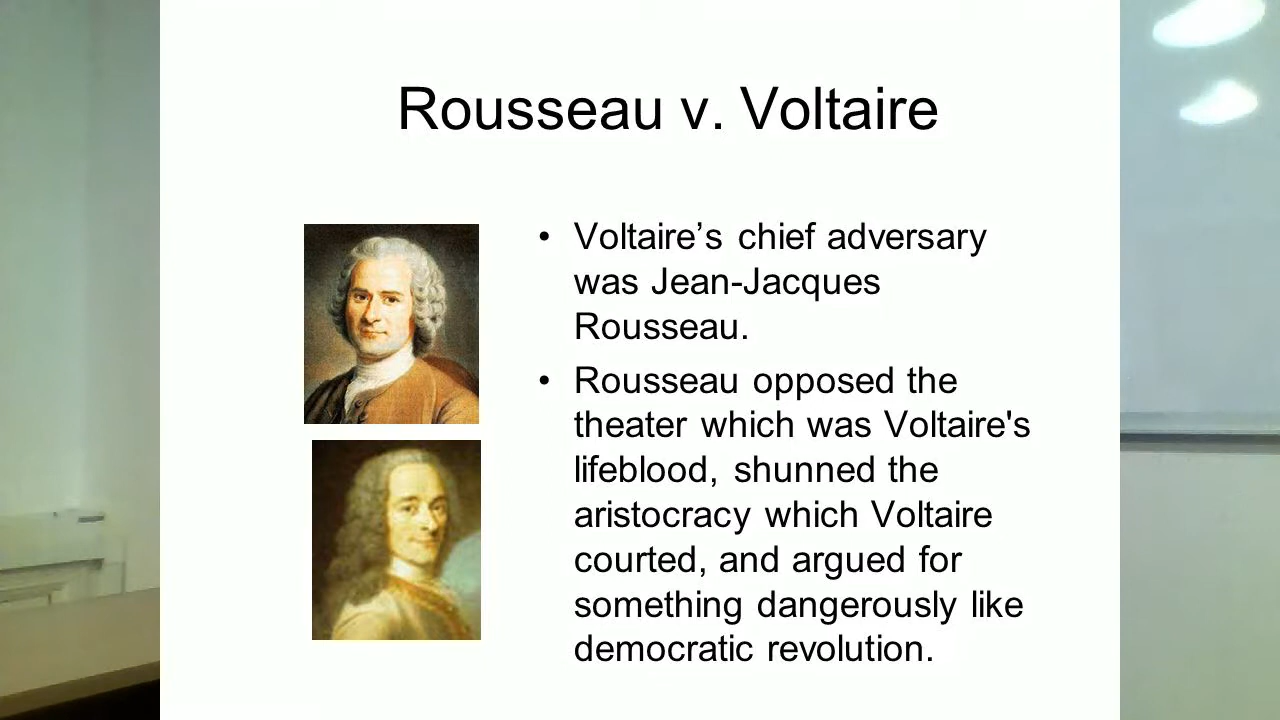 Rousseau v. Voltaire
• Voltaire’s chief adversary
was Jean-Jacques
Rousseau.
• Rousseau opposed the
theater which was Voltaire's
lifeblood, shunned the
aristocracy which Voltaire
courted, and argued for
something dangerously like
democratic revolution.